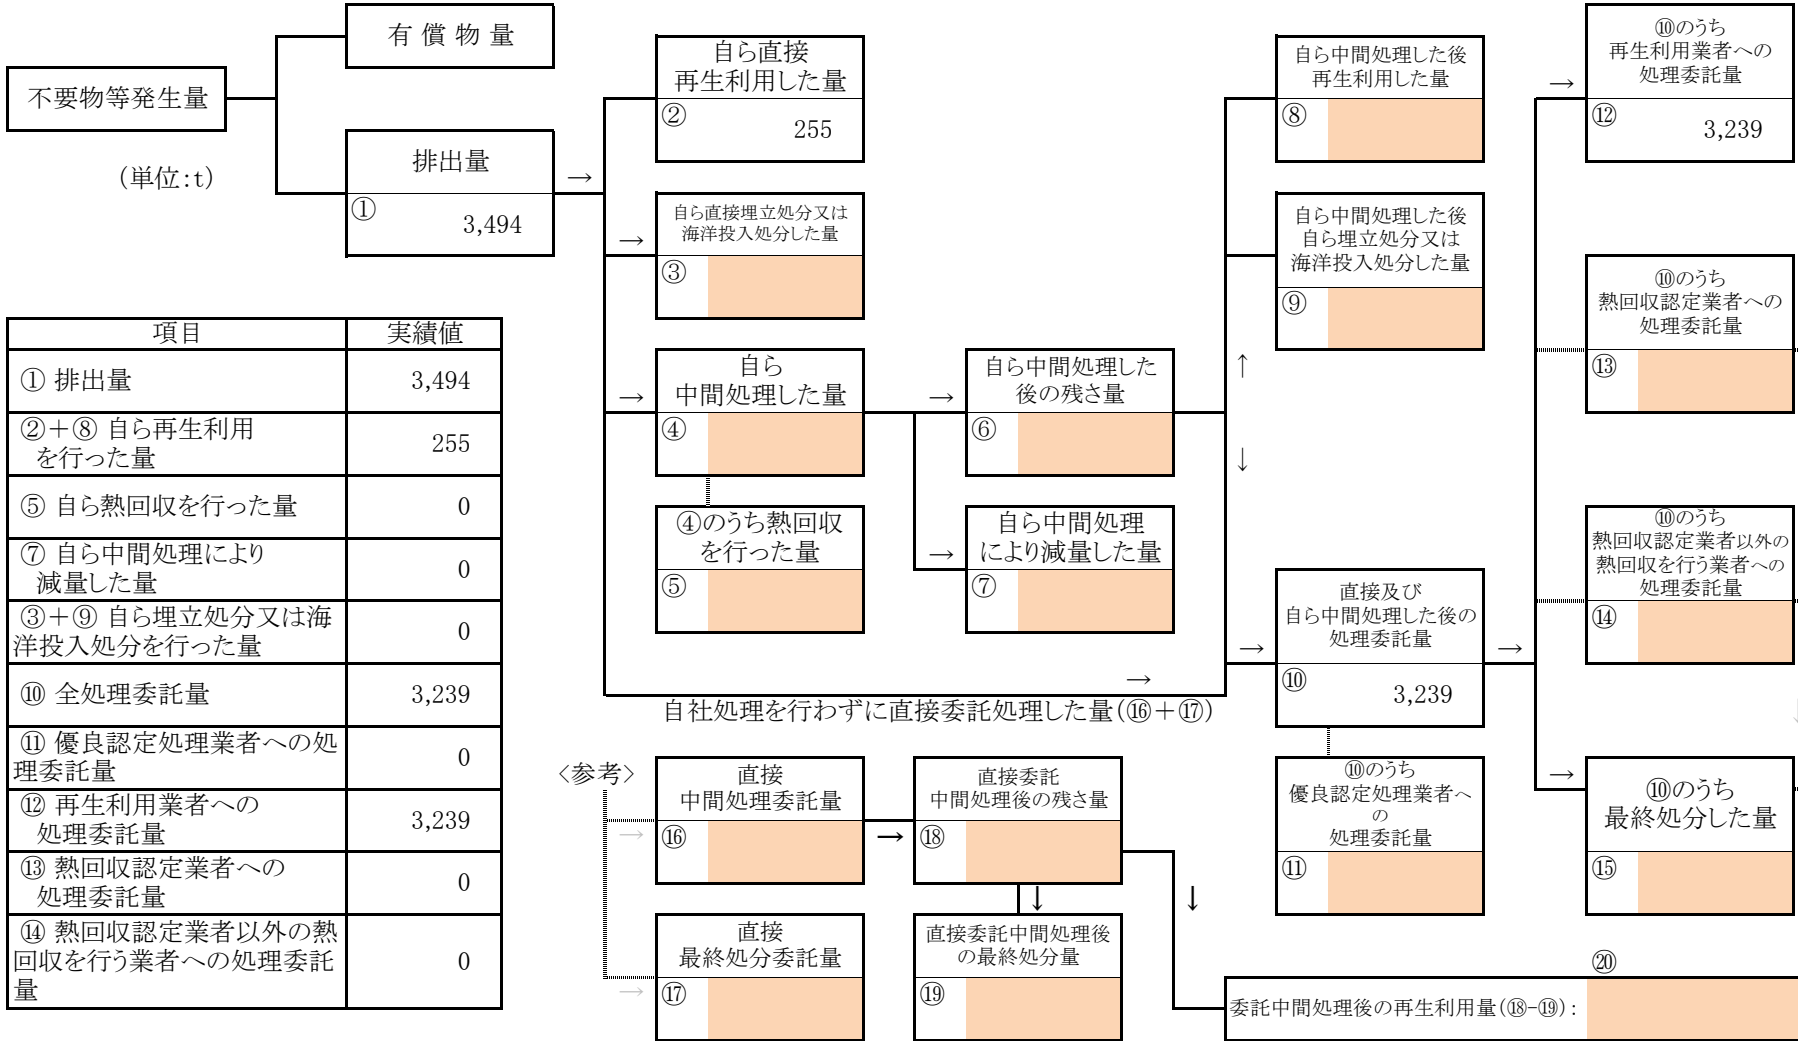 有 償 物 量
不要物等発生量
(単位:t)
排出量
①
3,494
→
自ら直接
再生利用した量
②
255
→
自ら直接埋立処分又は
海洋投入処分した量
③
→
自ら
中間処理した量
④
④のうち熱回収
を行った量
⑤
→
自ら中間処理した
後の残さ量
⑥
→
自ら中間処理
により減量した量
⑦
↑
↓
自ら中間処理した後
再生利用した量
⑧
自ら中間処理した後
自ら埋立処分又は
海洋投入処分した量
⑨
→
自社処理を行わずに直接委託処理した量(⑯+⑰)
→
直接及び
自ら中間処理した後の
処理委託量
⑩
3,239
→
⑩のうち
優良認定処理業者へ
の
処理委託量
⑪
→
⑩のうち
再生利用業者への
処理委託量
⑫
3,239
⑩のうち
熱回収認定業者への
処理委託量
⑬
⑩のうち
熱回収認定業者以外の
熱回収を行う業者への
処理委託量
⑭
→
⑩のうち
最終処分した量
⑮
↓
項目 実績値
① 排出量 3,494
②+⑧ 自ら再生利用
を行った量
255
⑤ 自ら熱回収を行った量 0
⑦ 自ら中間処理により
減量した量
0
③+⑨ 自ら埋立処分又は海
洋投入処分を行った量
0
⑩ 全処理委託量 3,239
⑪ 優良認定処理業者への処
理委託量
0
⑫ 再生利用業者への
処理委託量
3,239
⑬ 熱回収認定業者への
処理委託量
0
⑭ 熱回収認定業者以外の熱
回収を行う業者への処理委託
量
0
<参考>
→
直接
中間処理委託量
⑯
→
直接委託
中間処理後の残さ量
⑱
↓
↓
→
直接
最終処分委託量
⑰
直接委託中間処理後
の最終処分量
⑲
⑳
委託中間処理後の再生利用量(⑱-⑲):